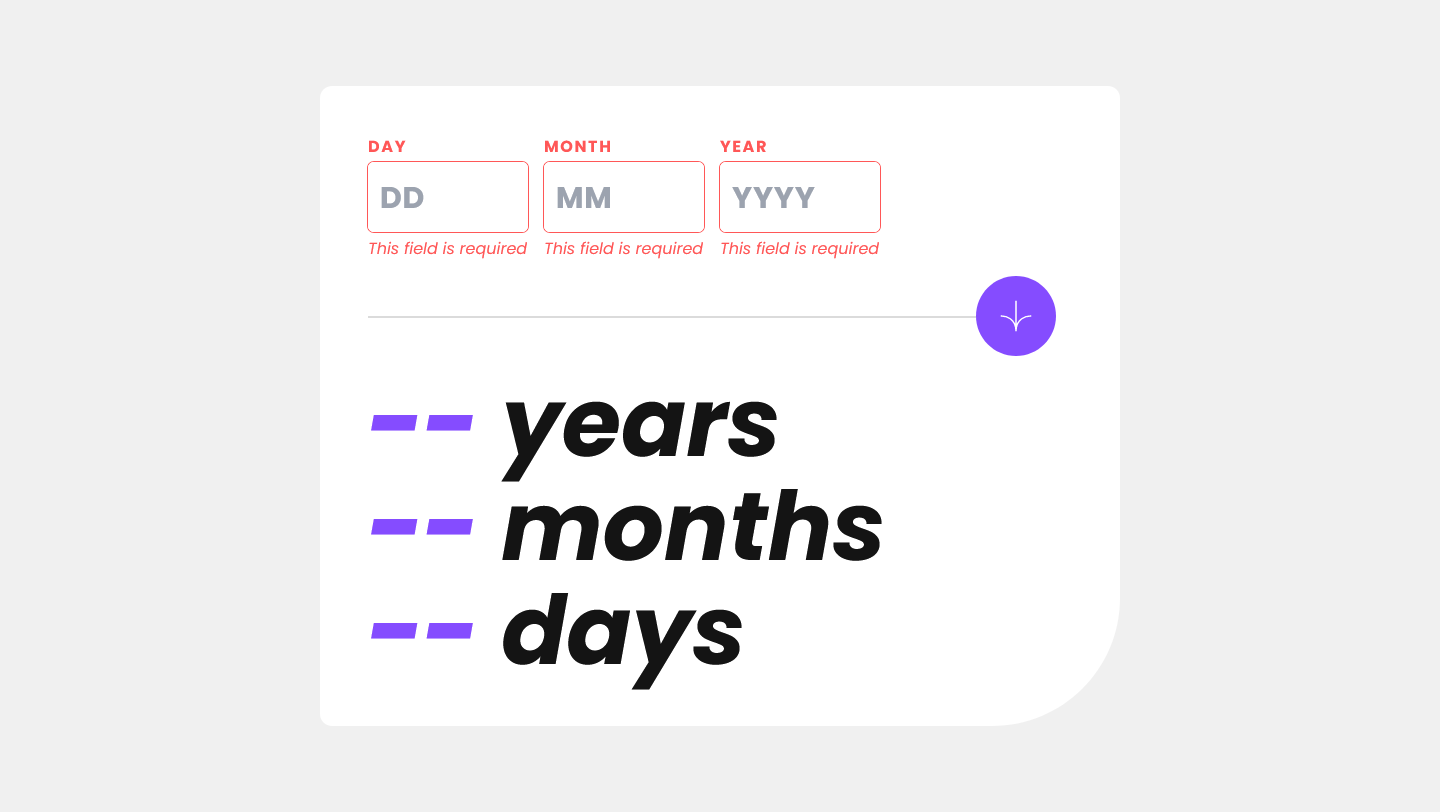 DAY MONTH YEAR
DD MM YYYY
This field is required This field is required This field is required
-- years
-- months
-- days